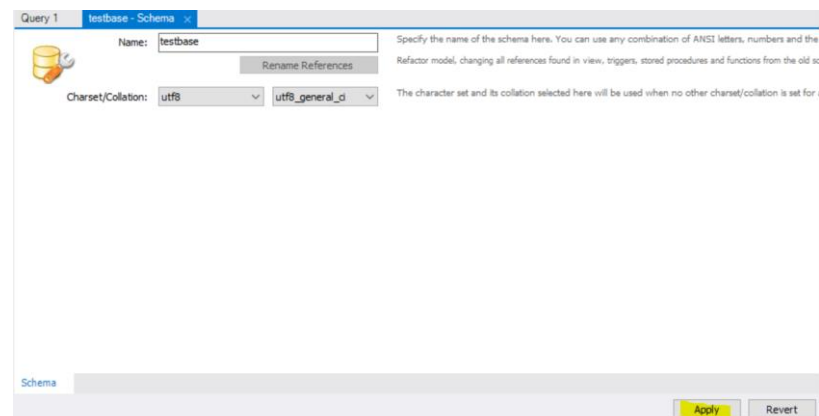 Query 1
testbase - Schema
Name: testbase
Specify the name of the schema here. You can use any combination of ANSI letters, numbers and the
Rename References
Refactor model, changing all references found in view, triggers, stored procedures and functions from the old sc
Charset/Collation: utf8 utf8_general_ci
The character set and its collation selected here will be used when no other charset/collation is set for
Schema
Apply Revert